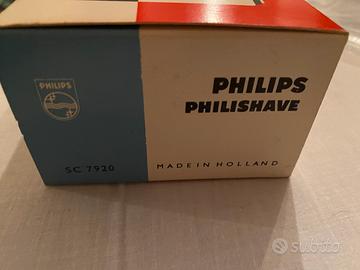 PHILIPS
PHILIPS
PHILISHAVE
SC 7920
MADE IN HOLLAND
subito